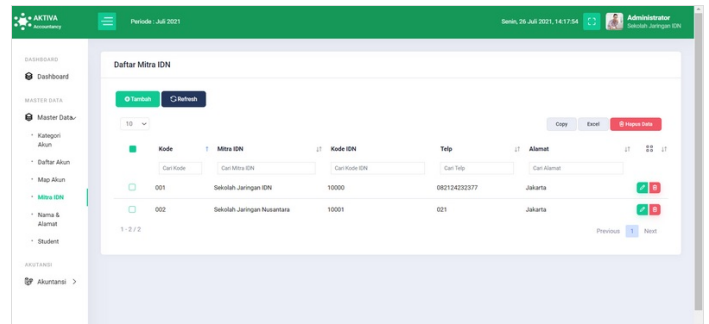 AKTIVA
Accountancy
Periode : Juli 2021
Senin, 26 Juli 2021, 14:17:54
Administrator
Sekolah Jaringan IDN
DASHBOARD
Dashboard
MASTER DATA
Master Data
Kategori
Akun
Daftar Akun
Map Akun
Mitra IDN
Nama &
Alamat
Student
AKUTANSI
Akuntansi
Daftar Mitra IDN
Tambah
Refresh
10
Copy
Excel
Hapus Data
Kode
Mitra IDN
Kode IDN
Telp
Alamat
Cari Kode
Cari Mitra IDN
Cari Kode IDN
Cari Telp
Cari Alamat
001 Sekolah Jaringan IDN 10000 082124232377 Jakarta
002 Sekolah Jaringan Nusantara 10001 021 Jakarta
1 - 2 / 2
Previous 1 Next